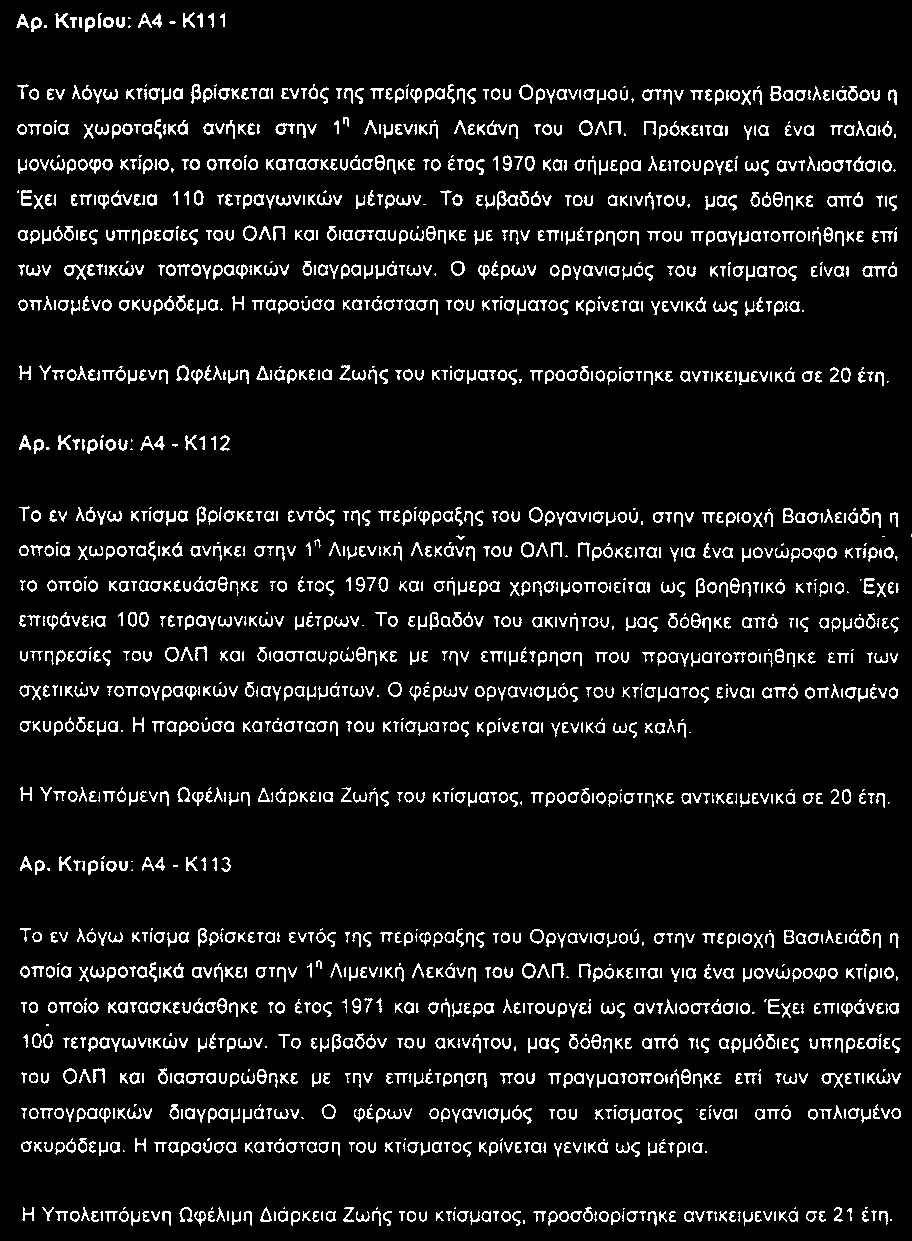 Αρ. Κτιρίου: Α4 - Κ111
Το εν λόγω κτίσμα βρίσκεται εντός της περίφραξης του Οργανισμού, στην περιοχή Βασιλειάδου η
οποία χωροταξικά ανήκει στην 1η Λιμενική Λεκάνη του ΟΛΠ. Πρόκειται για ένα παλαιό,
μονώροφο κτίριο, το οποίο κατασκευάσθηκε το έτος 1970 και σήμερα λειτουργεί ως αντλιοστάσιο.
Έχει επιφάνεια 110 τετραγωνικών μέτρων. Το εμβαδόν του ακινήτου, μας δόθηκε από τις
αρμόδιες υπηρεσίες του ΟΛΠ και διασταυρώθηκε με την επιμέτρηση που πραγματοποιήθηκε επί
των σχετικών τοπογραφικών διαγραμμάτων. Ο φέρων οργανισμός του κτίσματος είναι από
οπλισμένο σκυρόδεμα. Η παρούσα κατάσταση του κτίσματος κρίνεται γενικά ως μέτρια.
Η Υπολειπόμενη Ωφέλιμη Διάρκεια Ζωής του κτίσματος, προσδιορίστηκε αντικειμενικά σε 20 έτη.
Αρ. Κτιρίου: Α4 - Κ112
Το εν λόγω κτίσμα βρίσκεται εντός της περίφραξης του Οργανισμού, στην περιοχή Βασιλειάδη η
οποία χωροταξικά ανήκει στην 1η Λιμενική Λεκάνη του ΟΛΠ. Πρόκειται για ένα μονώροφο κτίριο,
το οποίο κατασκευάσθηκε το έτος 1970 και σήμερα χρησιμοποιείται ως βοηθητικό κτίριο. Έχει
επιφάνεια 100 τετραγωνικών μέτρων. Το εμβαδόν του ακινήτου, μας δόθηκε από τις αρμόδιες
υπηρεσίες του ΟΛΠ και διασταυρώθηκε με την επιμέτρηση που πραγματοποιήθηκε επί των
σχετικών τοπογραφικών διαγραμμάτων. Ο φέρων οργανισμός του κτίσματος είναι από οπλισμένο
σκυρόδεμα. Η παρούσα κατάσταση του κτίσματος κρίνεται γενικά ως καλή.
Η Υπολειπόμενη Ωφέλιμη Διάρκεια Ζωής του κτίσματος, προσδιορίστηκε αντικειμενικά σε 20 έτη.
Αρ. Κτιρίου: Α4 - Κ113
Το εν λόγω κτίσμα βρίσκεται εντός της περίφραξης του Οργανισμού, στην περιοχή Βασιλειάδη η
οποία χωροταξικά ανήκει στην 1η Λιμενική Λεκάνη του ΟΛΠ. Πρόκειται για ένα μονώροφο κτίριο,
το οποίο κατασκευάσθηκε το έτος 1971 και σήμερα λειτουργεί ως αντλιοστάσιο. Έχει επιφάνεια
100 τετραγωνικών μέτρων. Το εμβαδόν του ακινήτου, μας δόθηκε από τις αρμόδιες υπηρεσίες
του ΟΛΠ και διασταυρώθηκε με την επιμέτρηση που πραγματοποιήθηκε επί των σχετικών
τοπογραφικών διαγραμμάτων. Ο φέρων οργανισμός του κτίσματος είναι από οπλισμένο
σκυρόδεμα. Η παρούσα κατάσταση του κτίσματος κρίνεται γενικά ως μέτρια.
Η Υπολειπόμενη Ωφέλιμη Διάρκεια Ζωής του κτίσματος, προσδιορίστηκε αντικειμενικά σε 21 έτη.